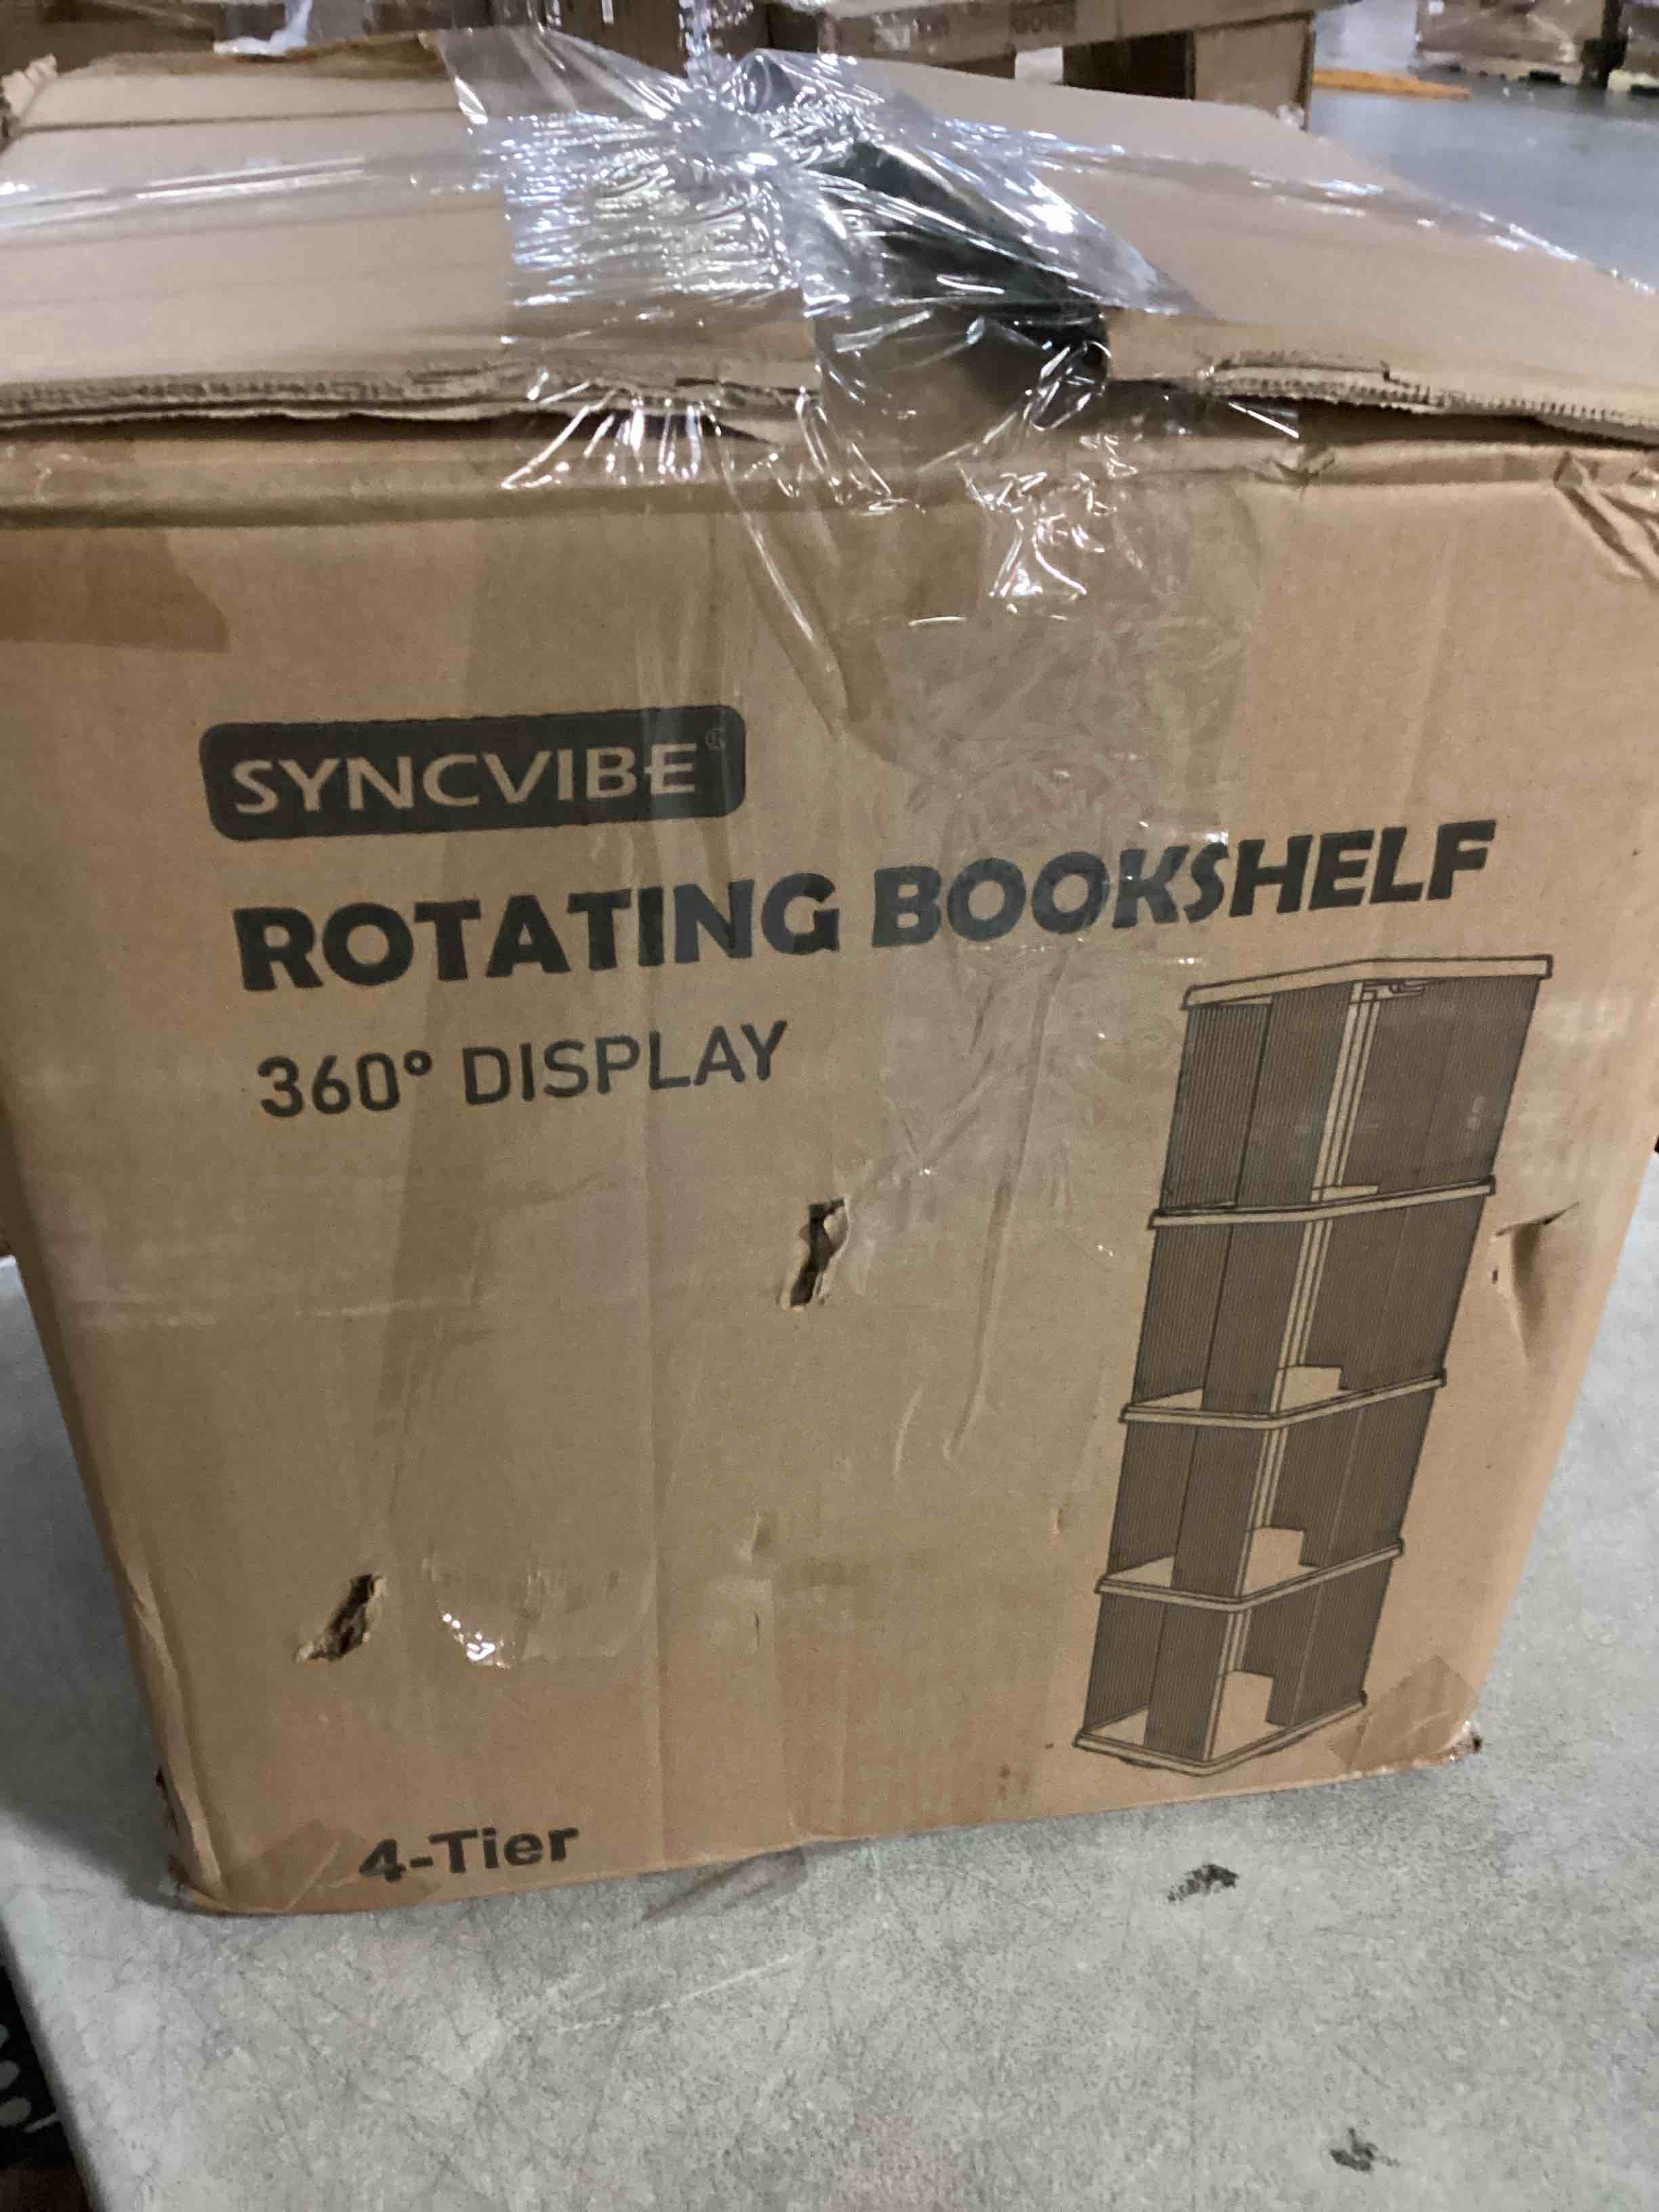 SYNCVIBE®
ROTATING BOOKSHELF
360° DISPLAY
4-Tier